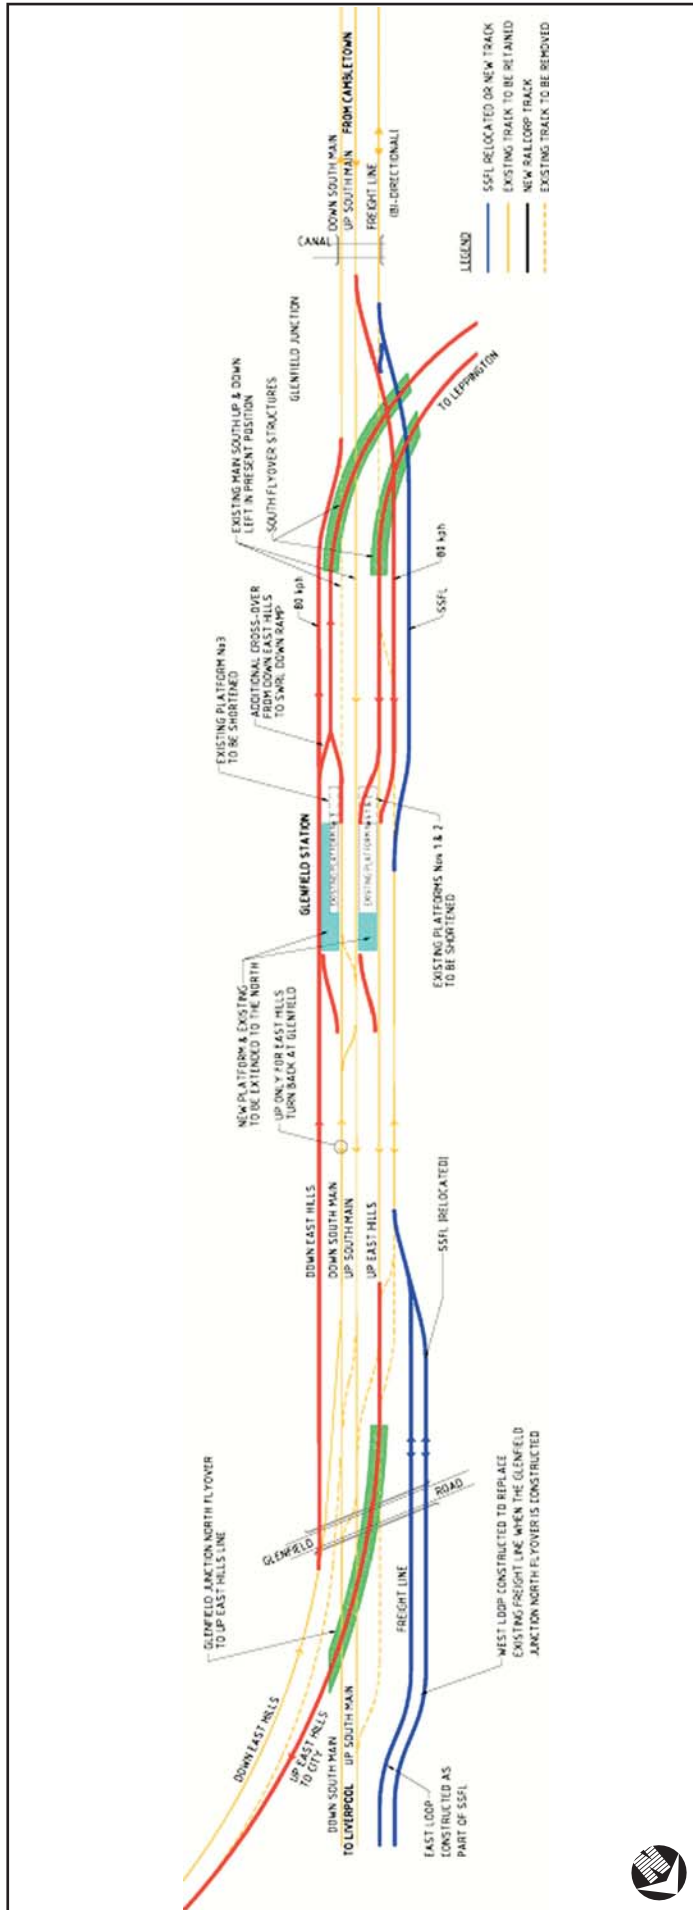 DOWN SOUTH MAIN
UP SOUTH MAIN
FROM CAMBLETOWN
FREIGHT LINE
(BI-DIRECTIONAL)
CANAL
GLENFIELD JUNCTION
LEGEND
SSFL RELOCATED OR NEW TRACK
EXISTING TRACK TO BE RETAINED
NEW RAILCORP TRACK
EXISTING TRACK TO BE REMOVED
EXISTING MAIN SOUTH UP & DOWN
LEFT IN PRESENT POSITION
SOUTH FLYOVER STRUCTURES
TO LEPPINGTON
80 kph
80 kph
SSFL
ADDITIONAL CROSS-OVER
FROM DOWN EAST HILLS
TO SWRL DOWN RAMP
EXISTING PLATFORM No3
TO BE SHORTENED
GLENFIELD STATION
EXISTING PLATFORMS Nos 1 & 2
TO BE SHORTENED
NEW PLATFORM & EXISTING
TO BE EXTENDED TO THE NORTH
UP ONLY FOR EAST HILLS
TURN BACK AT GLENFIELD
DOWN EAST HILLS
DOWN SOUTH MAIN
UP SOUTH MAIN
UP EAST HILLS
SSFL (RELOCATED)
GLENFIELD JUNCTION NORTH FLYOVER
TO UP EAST HILLS LINE
GLENFIELD ROAD
FREIGHT LINE
WEST LOOP CONSTRUCTED TO REPLACE
EXISTING FREIGHT LINE WHEN THE GLENFIELD
JUNCTION NORTH FLYOVER IS CONSTRUCTED
DOWN EAST HILLS
UP EAST HILLS
TO CITY
DOWN SOUTH MAIN
TO LIVERPOOL
UP SOUTH MAIN
EAST LOOP
CONSTRUCTED AS
PART OF SSFL
N